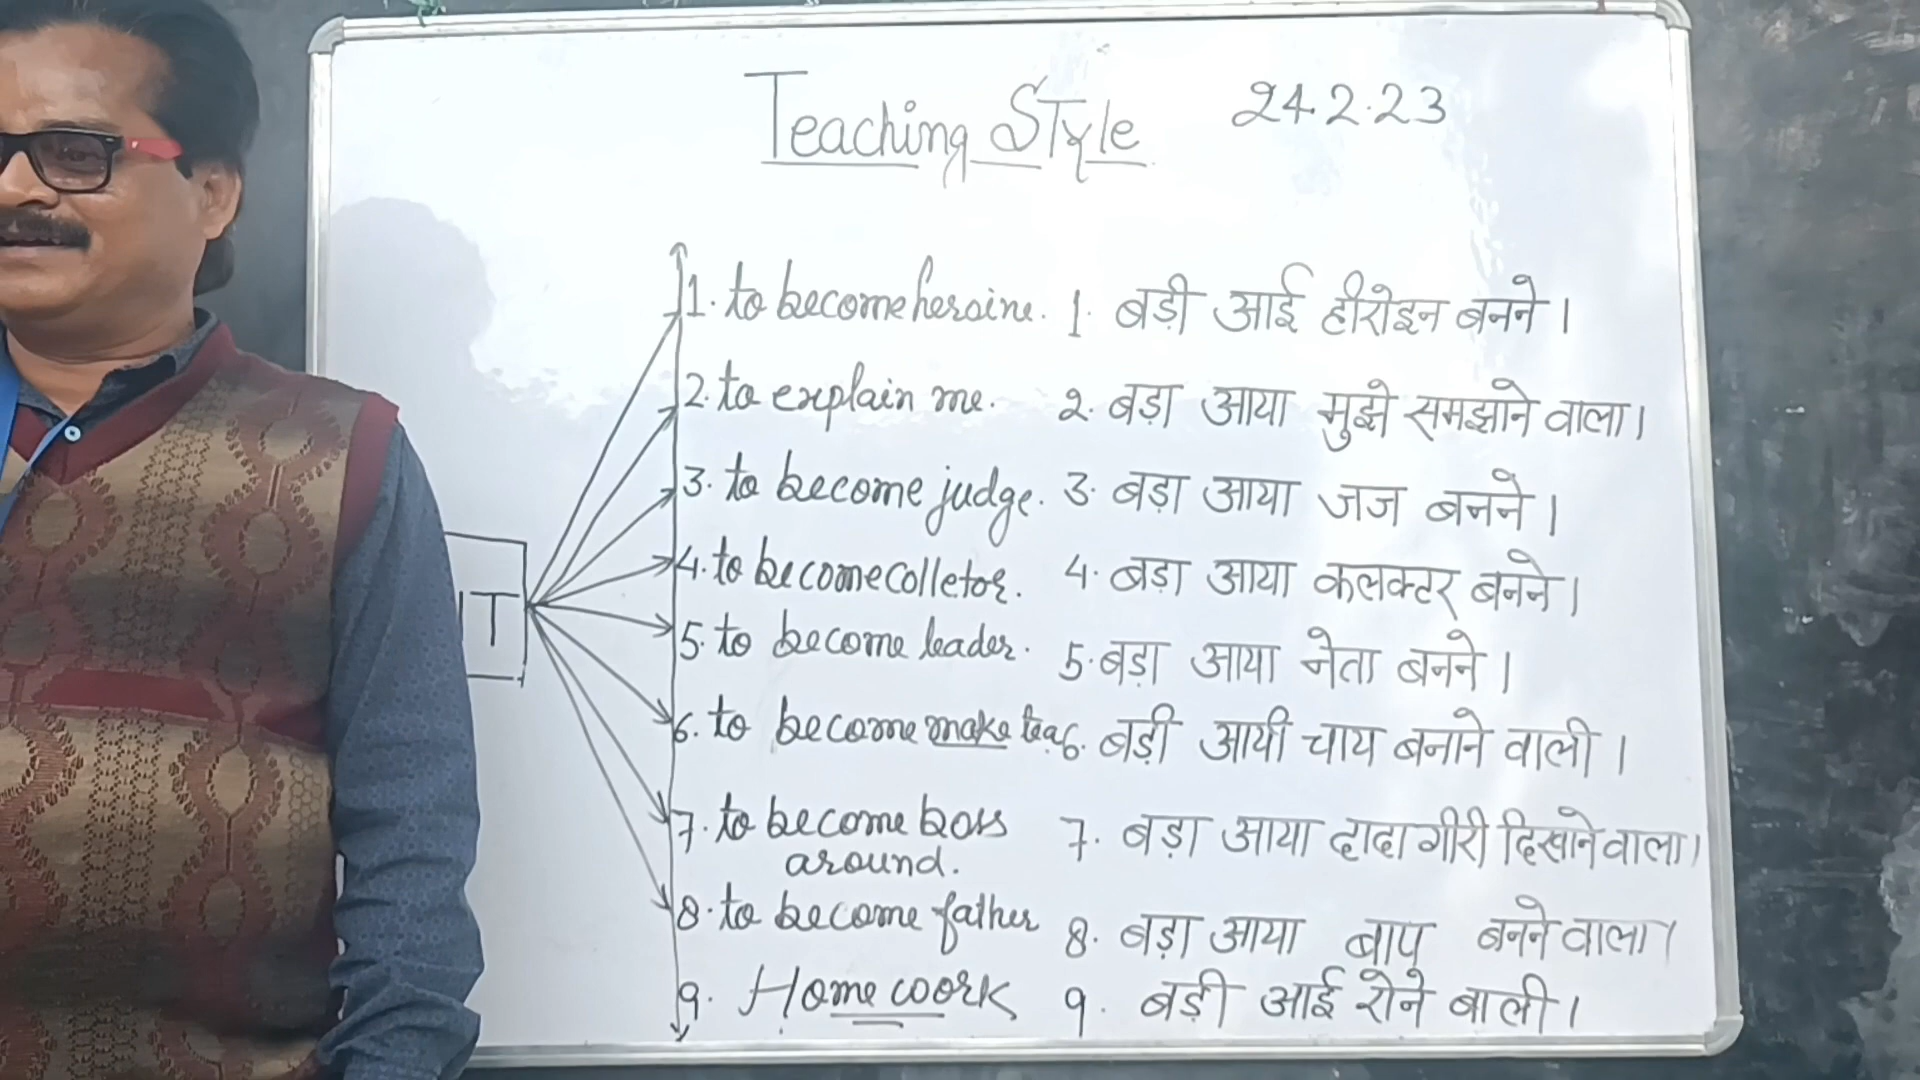 Teaching Style 24.2.23
1. to become heroine. 1. बड़ी आई हीरोइन बनने।
2. to explain me. २. बड़ा आया मुझे समझाने वाला।
3. to become judge. 3. बड़ा आया जज बनने।
4. to become colletor. 4. बड़ा आया कलक्टर बनने।
5. to become leader. 5. बड़ा आया नेता बनने।
6. to become make tea 6. बड़ी आयी चाय बनाने वाली।
7. to become boss 7. बड़ा आया दादागीरी दिखाने वाला।
around.
8. to become father 8. बड़ा आया बापू बनने वाला।
9. Home work 9. बड़ी आई रोने बाली।